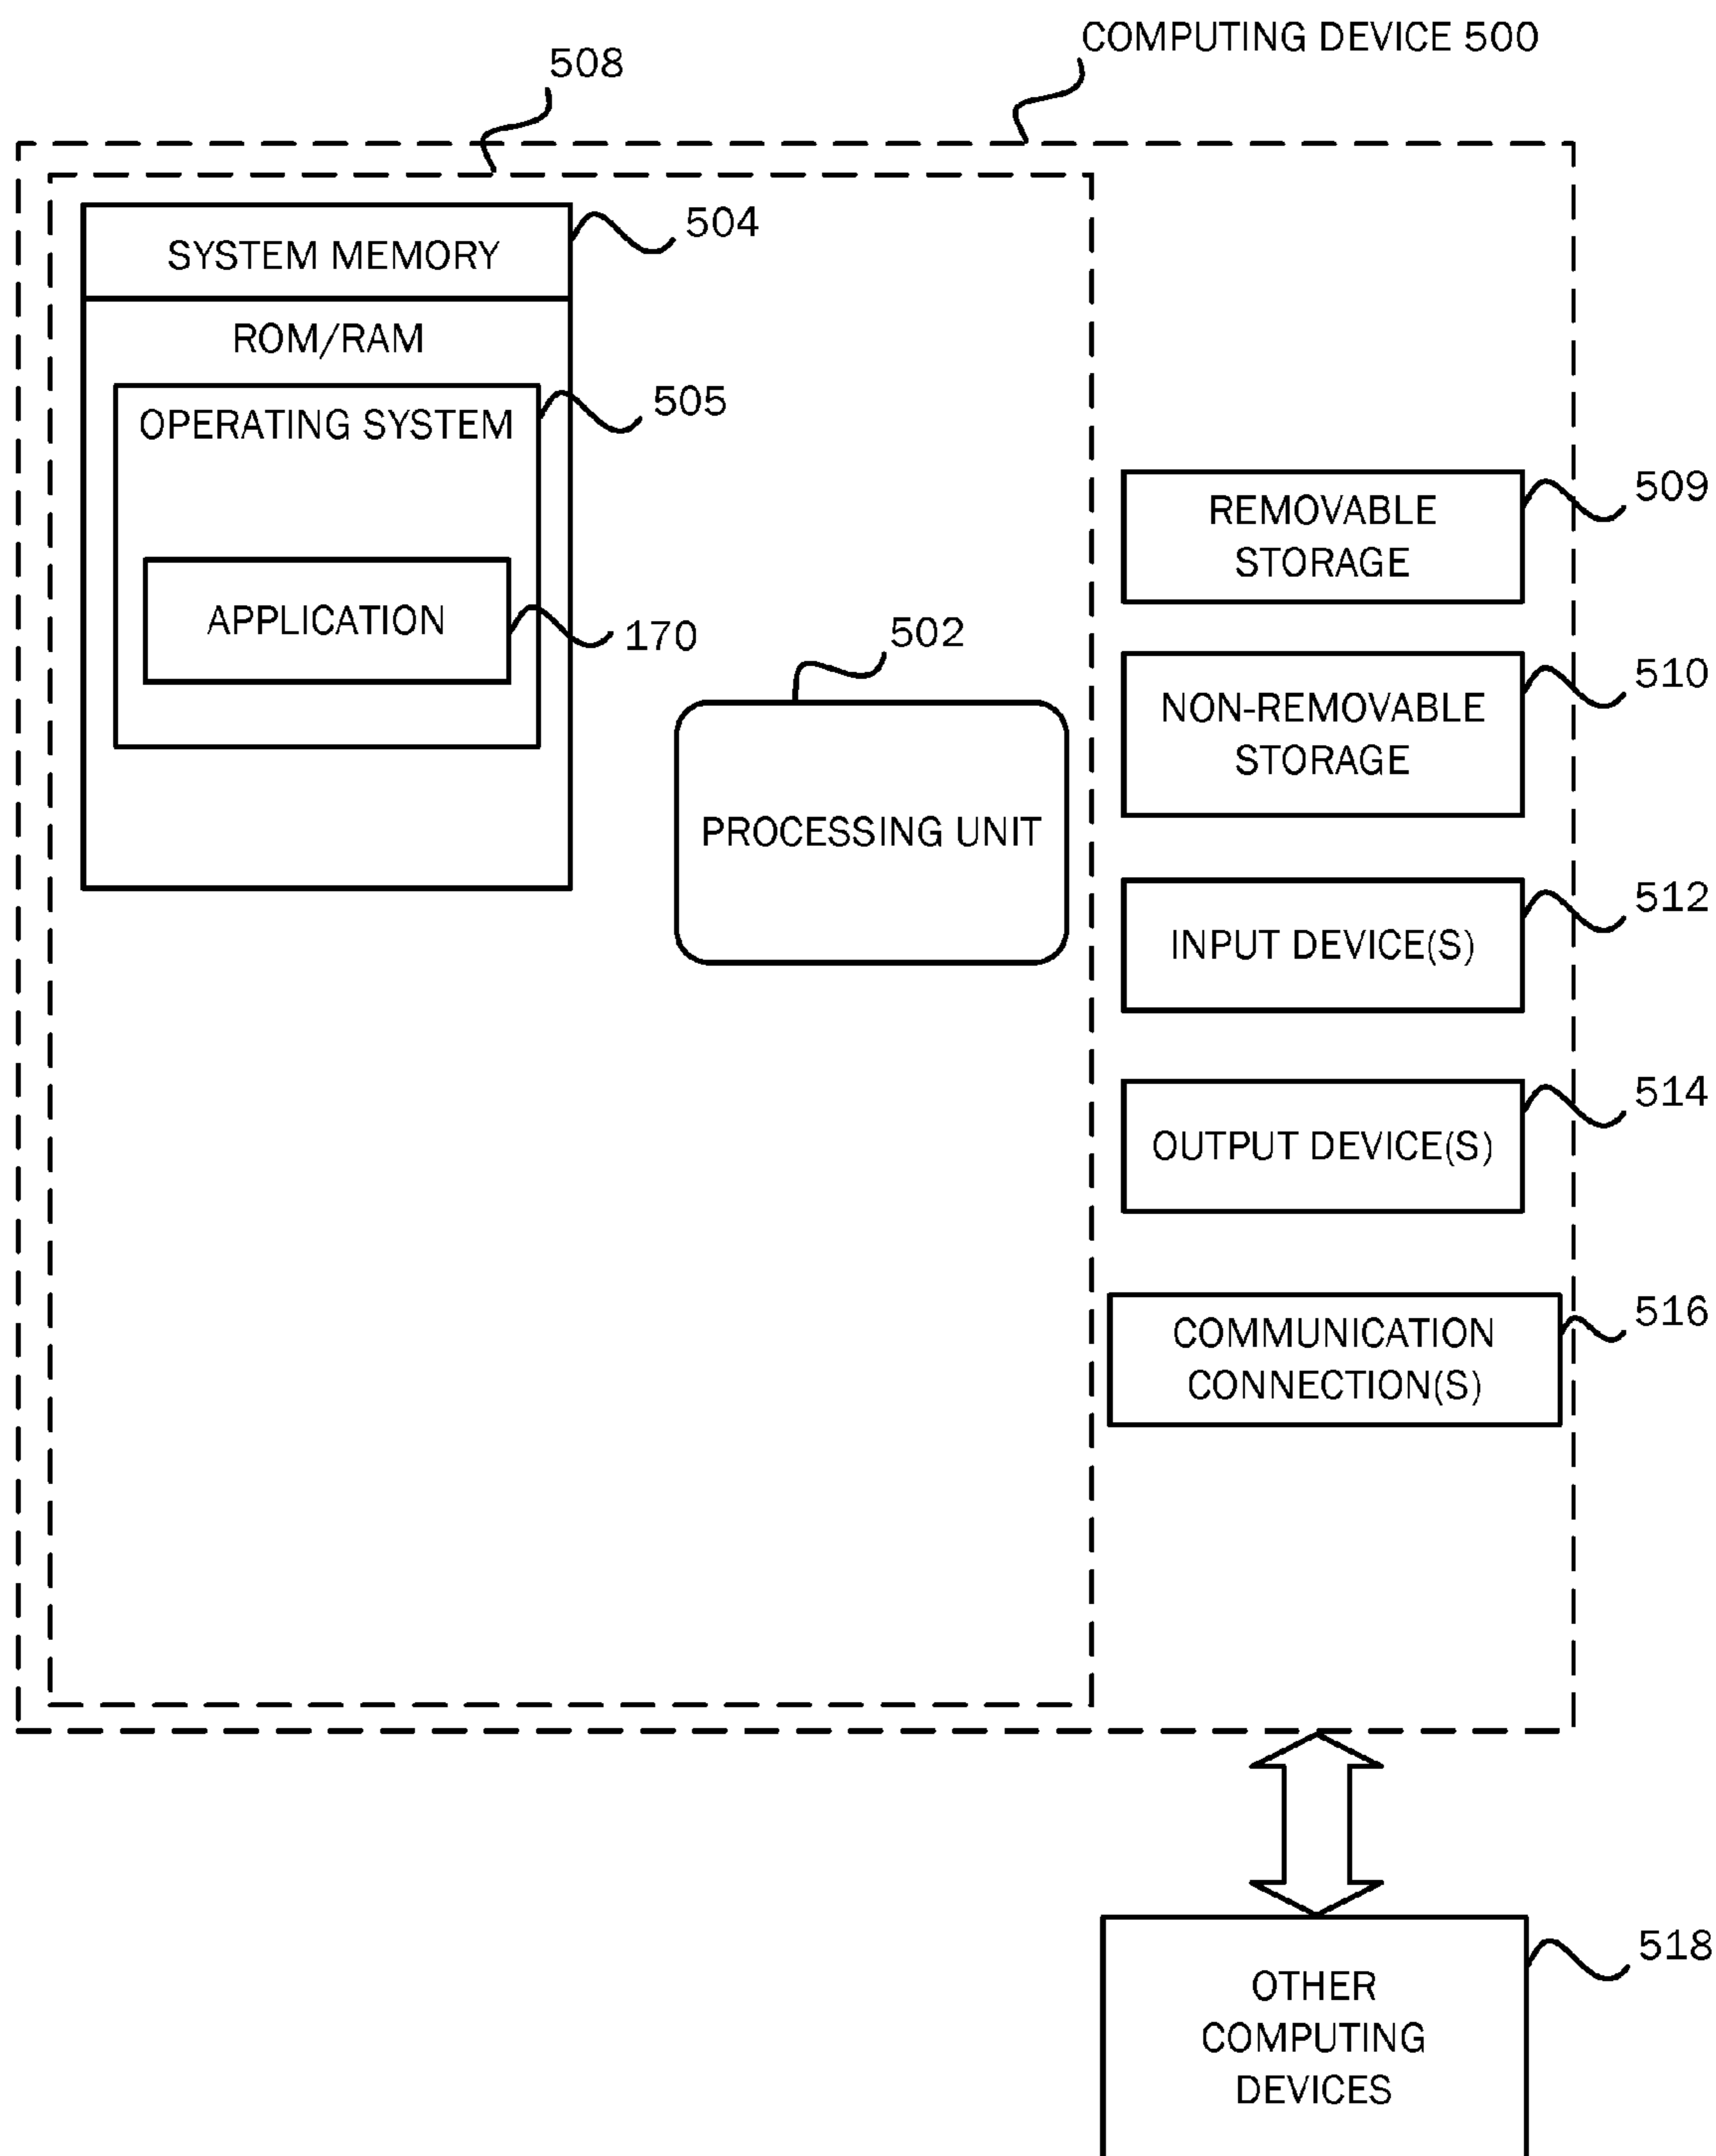 COMPUTING DEVICE 500
508
504
SYSTEM MEMORY
ROM/RAM
505
OPERATING SYSTEM
APPLICATION
170
502
PROCESSING UNIT
509
REMOVABLE
STORAGE
510
NON-REMOVABLE
STORAGE
512
INPUT DEVICE(S)
514
OUTPUT DEVICE(S)
516
COMMUNICATION
CONNECTION(S)
518
OTHER
COMPUTING
DEVICES